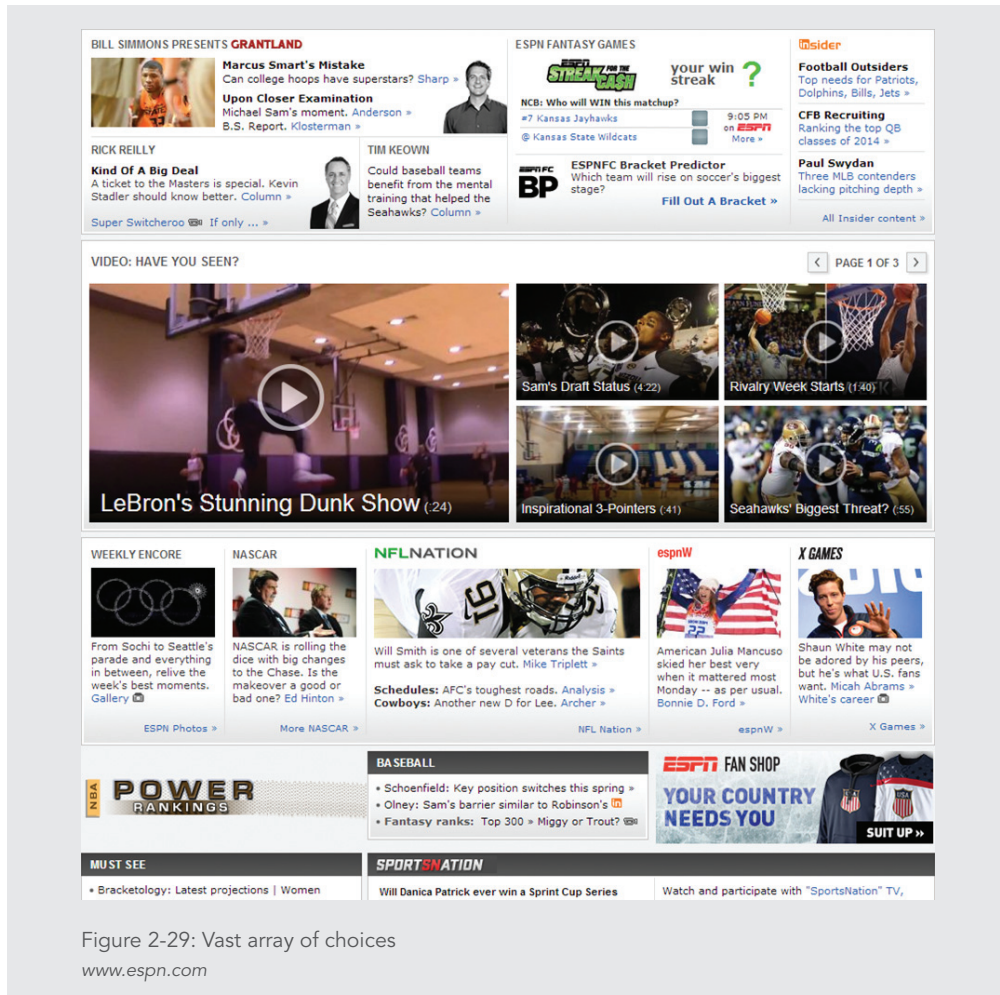 BILL SIMMONS PRESENTS GRANTLAND
Marcus Smart's Mistake
Can college hoops have superstars? Sharp »
Upon Closer Examination
Michael Sam's moment. Anderson »
B.S. Report. Klosterman »
RICK REILLY
Kind Of A Big Deal
A ticket to the Masters is special. Kevin
Stadler should know better. Column »
Super Switcheroo If only ... »
TIM KEOWN
Could baseball teams
benefit from the mental
training that helped the
Seahawks? Column »
ESPN FANTASY GAMES
ESPN
STREAK FOR THE
CASH
your win
streak ?
NCB: Who will WIN this matchup?
#7 Kansas Jayhawks
@ Kansas State Wildcats
9:05 PM
on ESPN
More »
ESPN FC
BP
ESPNFC Bracket Predictor
Which team will rise on soccer's biggest
stage?
Fill Out A Bracket »
insider
Football Outsiders
Top needs for Patriots,
Dolphins, Bills, Jets »
CFB Recruiting
Ranking the top QB
classes of 2014 »
Paul Swydan
Three MLB contenders
lacking pitching depth »
All Insider content »
VIDEO: HAVE YOU SEEN?
PAGE 1 OF 3
LeBron's Stunning Dunk Show (:24)
Sam's Draft Status (4:22)
Rivalry Week Starts (1:40)
Inspirational 3-Pointers (:41)
Seahawks' Biggest Threat? (:55)
WEEKLY ENCORE
From Sochi to Seattle's
parade and everything
in between, relive the
week's best moments.
Gallery
ESPN Photos »
NASCAR
NASCAR is rolling the
dice with big changes
to the Chase. Is the
makeover a good or
bad one? Ed Hinton »
More NASCAR »
NFLNATION
91
Will Smith is one of several veterans the Saints
must ask to take a pay cut. Mike Triplett »
Schedules: AFC's toughest roads. Analysis »
Cowboys: Another new D for Lee. Archer »
NFL Nation »
espnW
22
American Julia Mancuso
skied her best very
when it mattered most
Monday -- as per usual.
Bonnie D. Ford »
espnW »
X GAMES
Shaun White may not
be adored by his peers,
but he's what U.S. fans
want. Micah Abrams »
White's career
X Games »
NBA
POWER
RANKINGS
BASEBALL
• Schoenfield: Key position switches this spring »
• Olney: Sam's barrier similar to Robinson's in
• Fantasy ranks: Top 300 » Miggy or Trout?
ESPN FAN SHOP
YOUR COUNTRY
NEEDS YOU
USA
USA
SUIT UP »
MUST SEE
• Bracketology: Latest projections | Women
SPORTSNATION
Will Danica Patrick ever win a Sprint Cup Series
Watch and participate with "SportsNation" TV,
Figure 2-29: Vast array of choices
www.espn.com